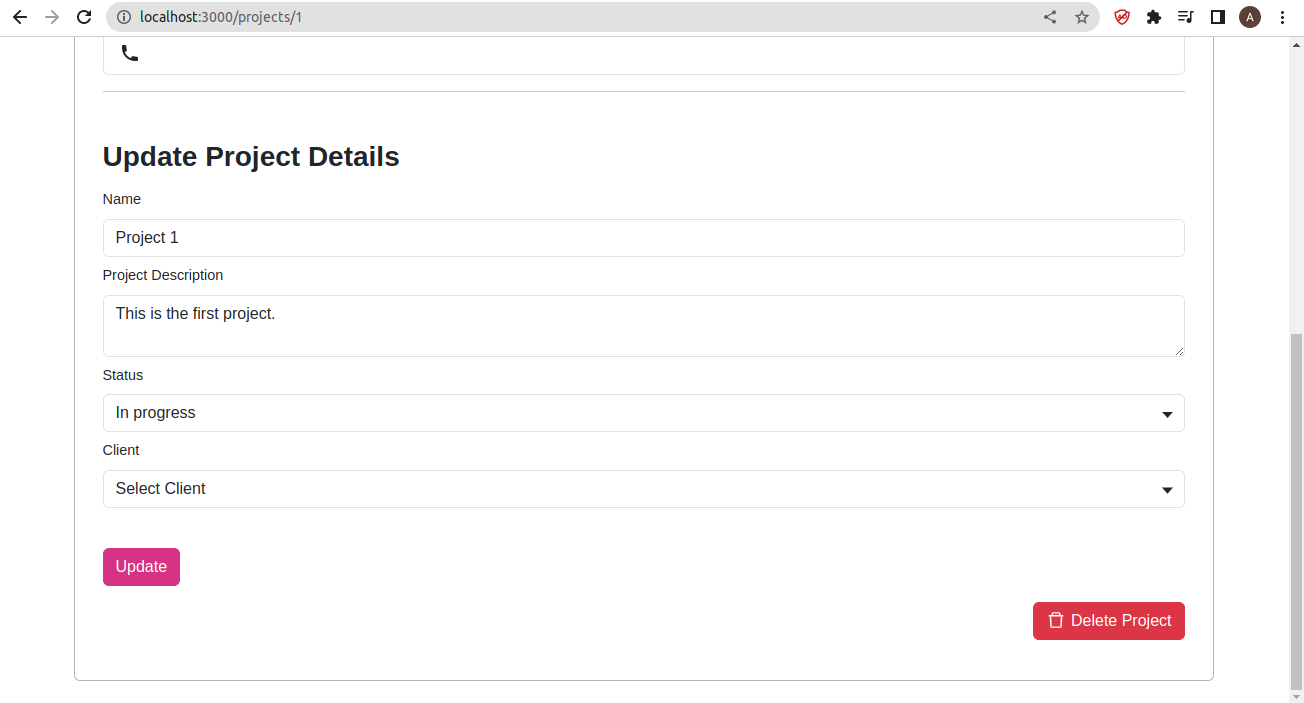 localhost:3000/projects/1
A
Update Project Details
Name
Project 1
Project Description
This is the first project.
Status
In progress
Client
Select Client
Update
Delete Project